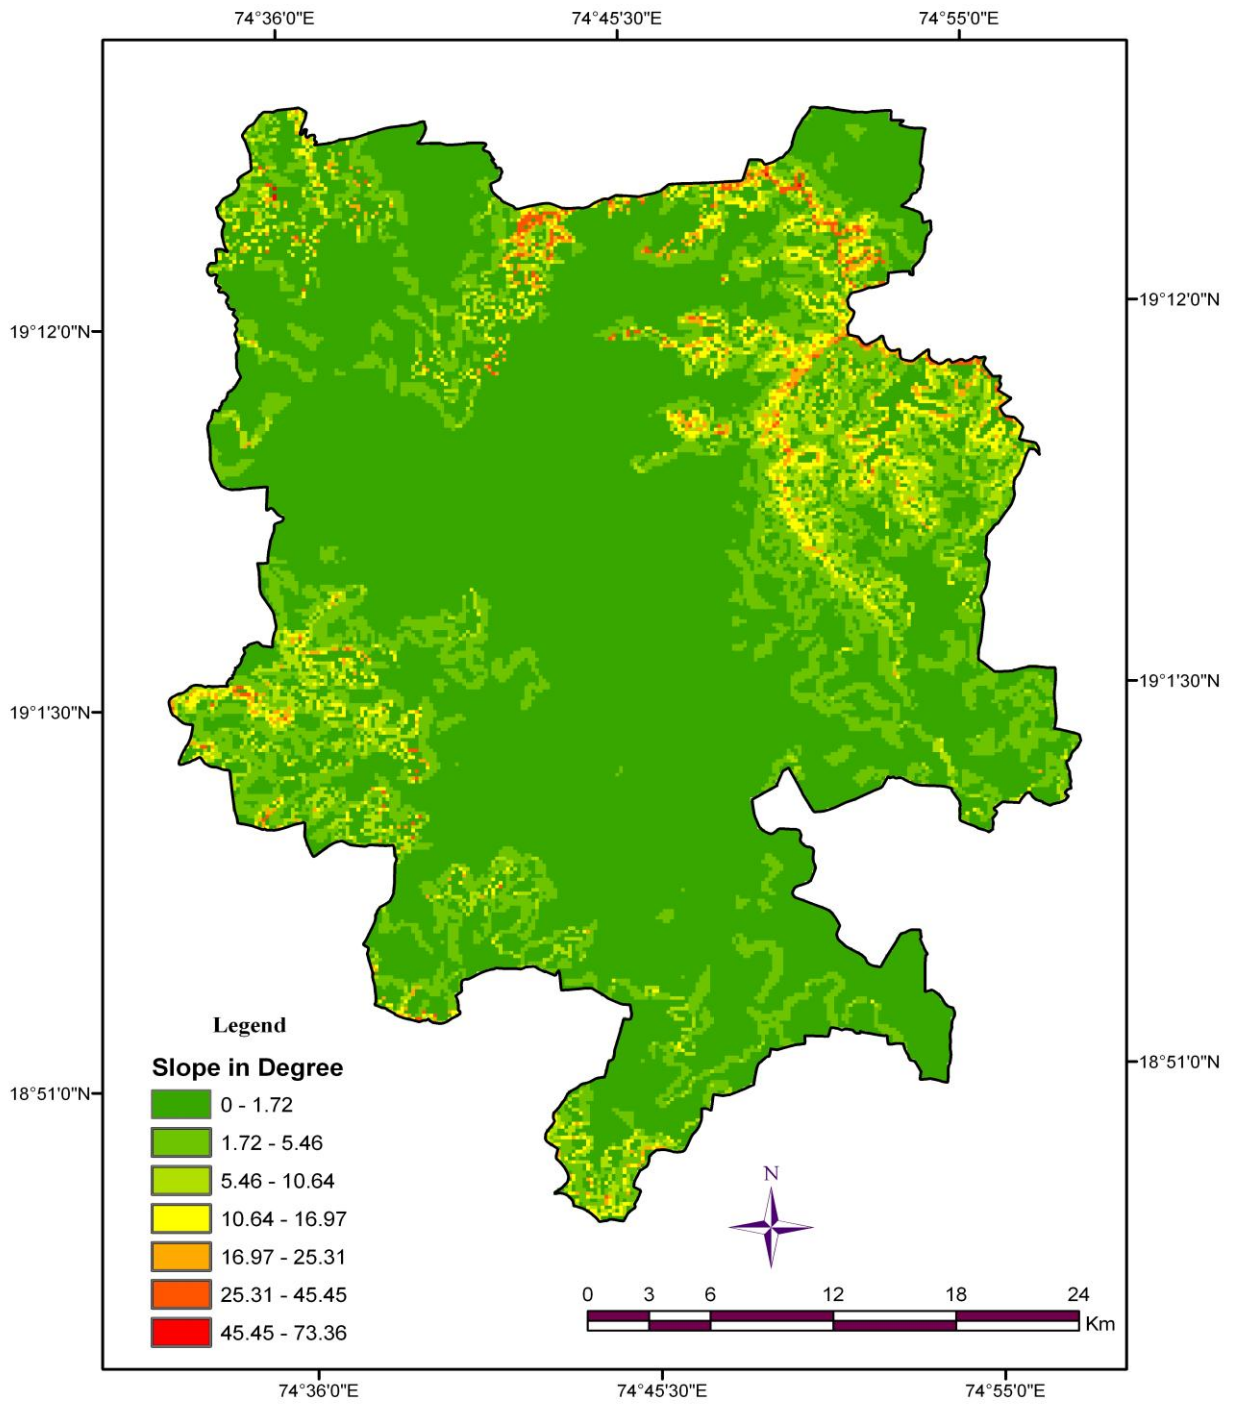 74°36'0"E 74°45'30"E 74°55'0"E
19°12'0"N
19°12'0"N
19°1'30"N
19°1'30"N
18°51'0"N
18°51'0"N
Legend
Slope in Degree
0 - 1.72
1.72 - 5.46
5.46 - 10.64
10.64 - 16.97
16.97 - 25.31
25.31 - 45.45
45.45 - 73.36
N
0 3 6 12 18 24
Km
74°36'0"E 74°45'30"E 74°55'0"E